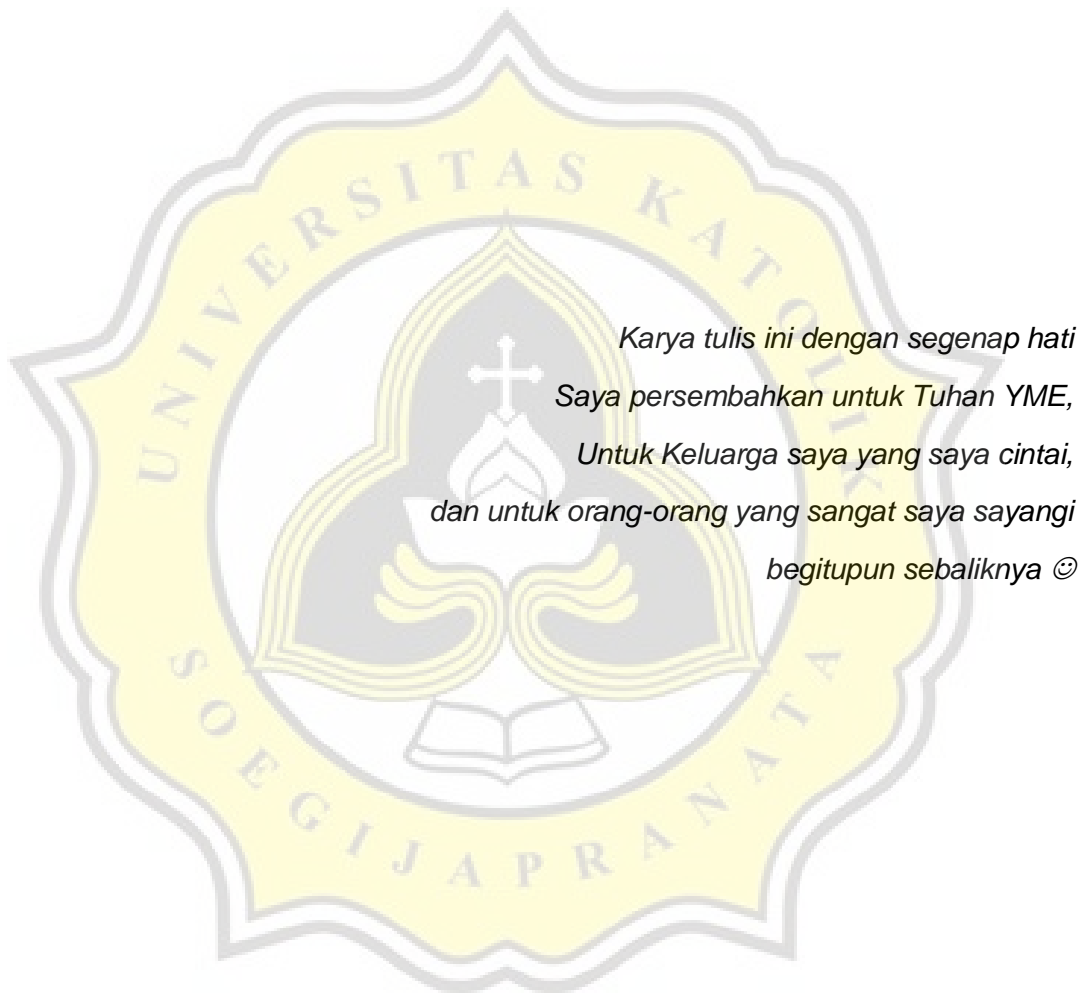 UNIVERSITAS KATOLIK
SOEGIJAPRANATA
Karya tulis ini dengan segenap hati
Saya persembahkan untuk Tuhan YME,
Untuk Keluarga saya yang saya cintai,
dan untuk orang-orang yang sangat saya sayangi
begitupun sebaliknya ☺